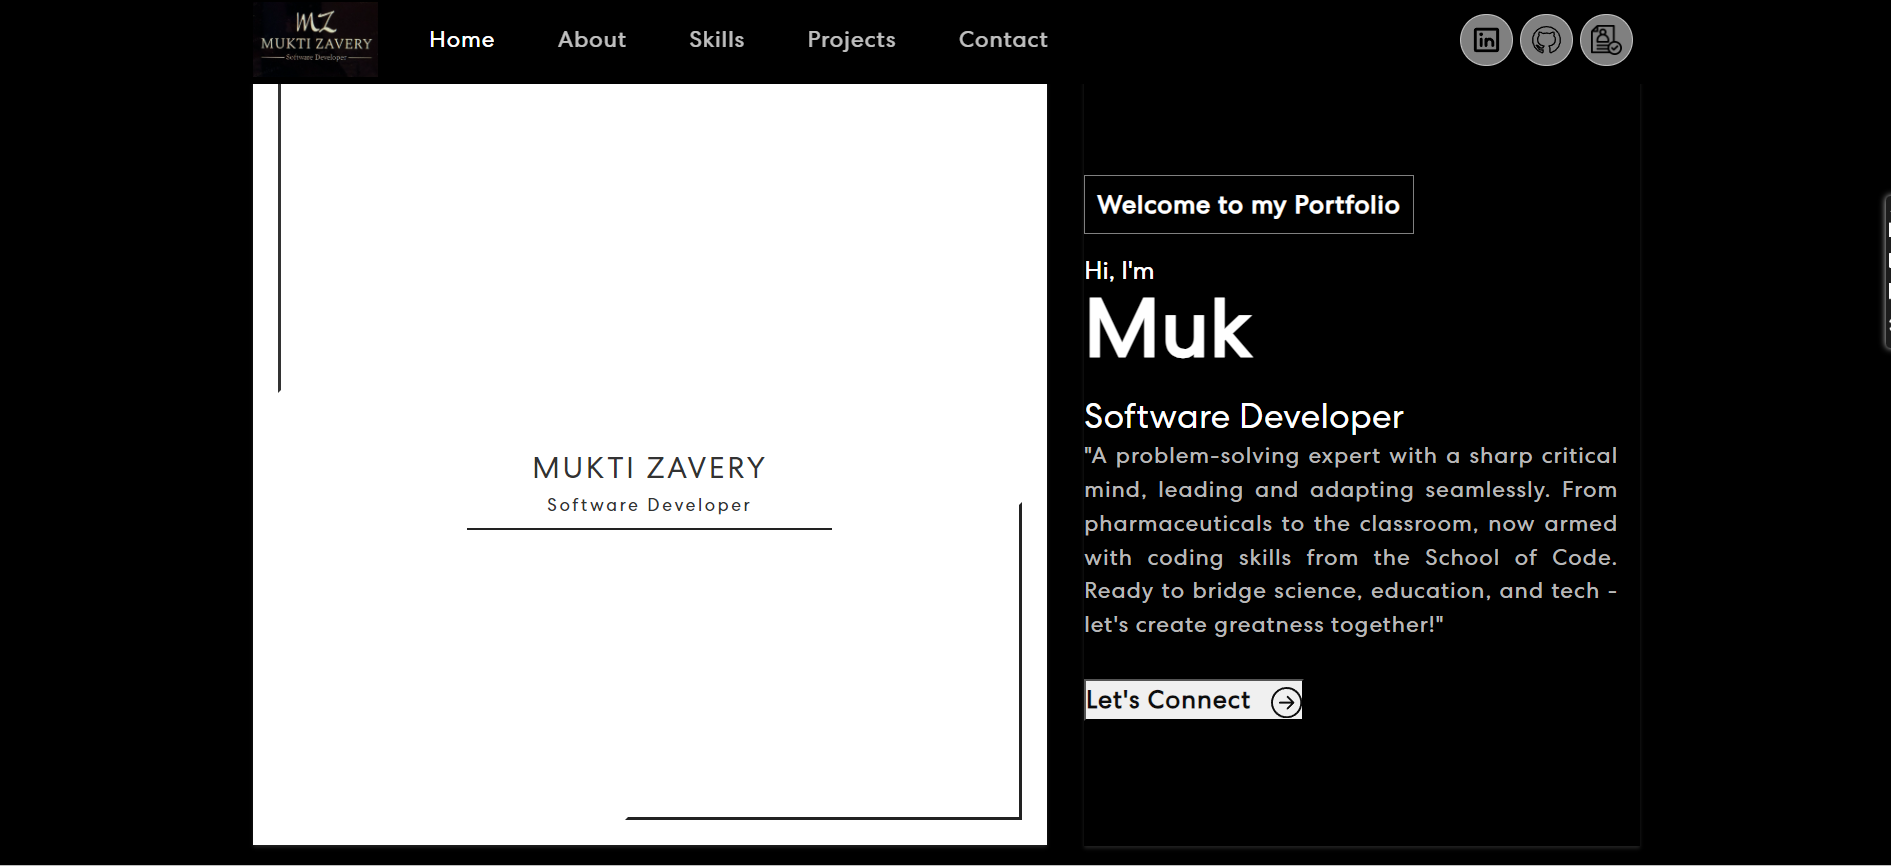 MZ
MUKTI ZAVERY
Software Developer
Home
About
Skills
Projects
Contact
in
MUKTI ZAVERY
Software Developer
Welcome to my Portfolio
Hi, I'm
Muk
Software Developer
"A problem-solving expert with a sharp critical
mind, leading and adapting seamlessly. From
pharmaceuticals to the classroom, now armed
with coding skills from the School of Code.
Ready to bridge science, education, and tech -
let's create greatness together!"
Let's Connect